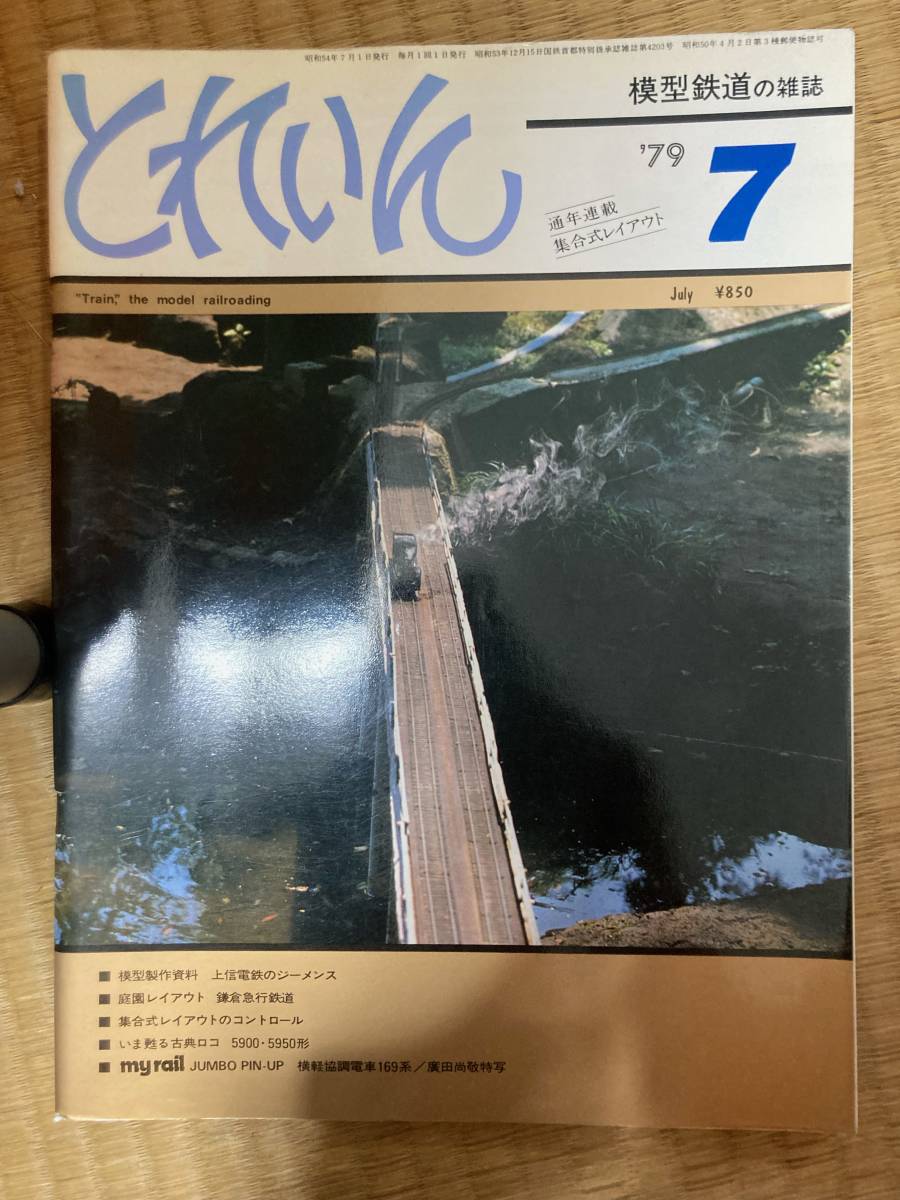 昭和54年7月1日発行 毎月1回1日発行 昭和53年12月15日国鉄首都特別扱承認雑誌第4203号 昭和50年4月2日第3種郵便物認可
とれいん
模型鉄道の雑誌
'79 7
通年連載
集合式レイアウト
"Train," the model railroading
July ¥850
■ 模型製作資料 上信電鉄のジーメンス
■ 庭園レイアウト 鎌倉急行鉄道
■ 集合式レイアウトのコントロール
■ いま甦る古典ロコ 5900・5950形
■ my rail JUMBO PIN-UP 横軽協調電車169系／廣田尚敬特写